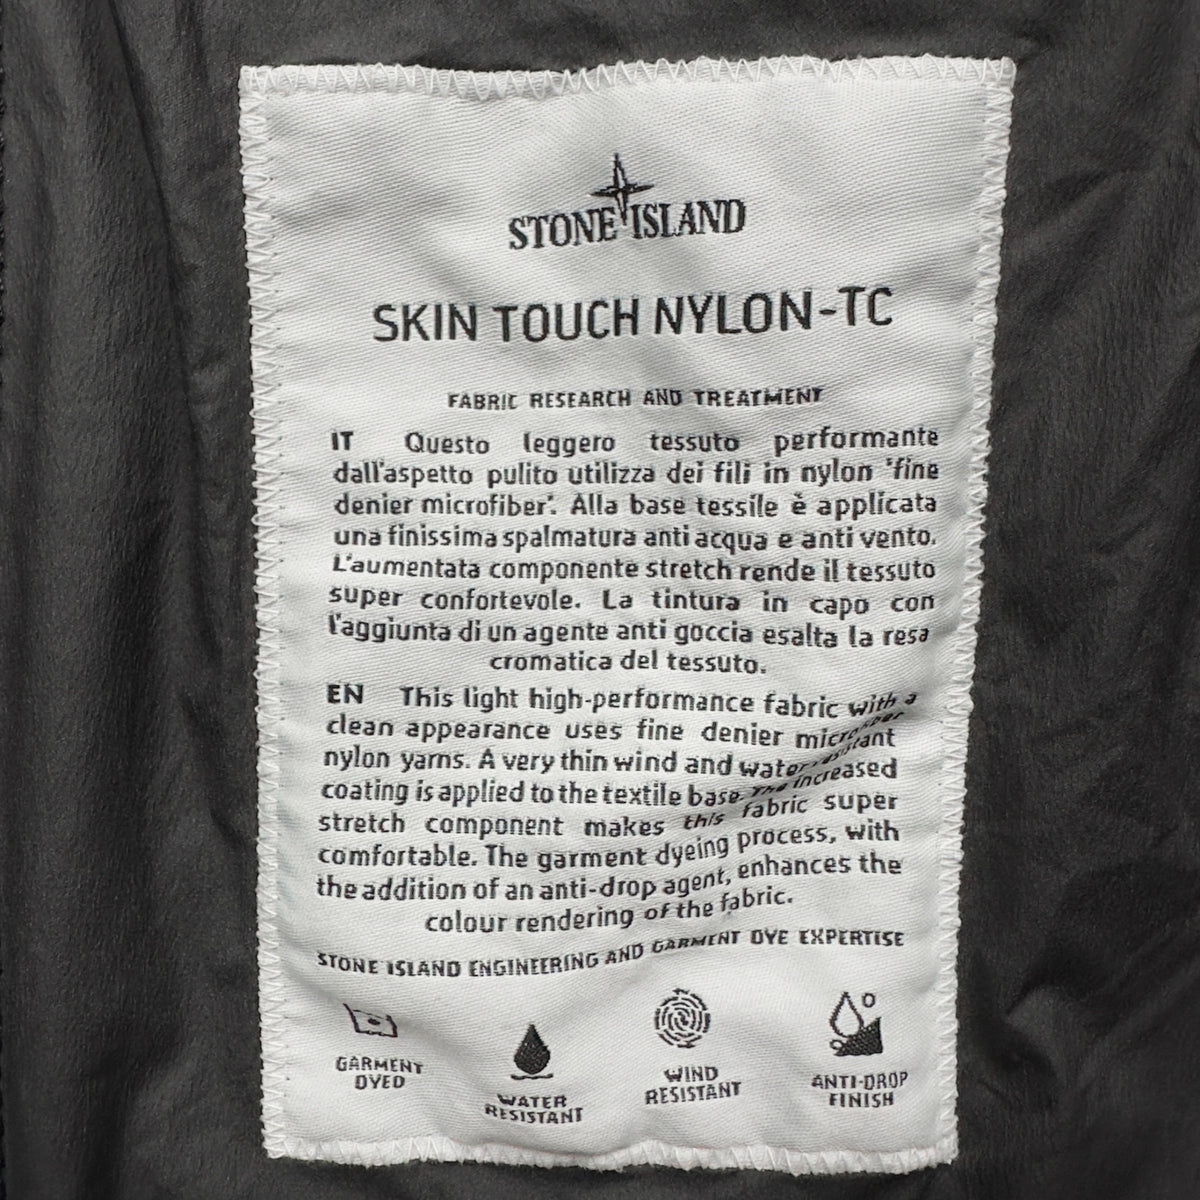 STONE ISLAND
SKIN TOUCH NYLON-TC
FABRIC RESEARCH AND TREATMENT
IT Questo leggero tessuto performante
dall'aspetto pulito utilizza dei fili in nylon 'fine
denier microfiber'. Alla base tessile è applicata
una finissima spalmatura anti acqua e anti vento.
L'aumentata componente stretch rende il tessuto
super confortevole. La tintura in capo con
l'aggiunta di un agente anti goccia esalta la resa
cromatica del tessuto.
EN This light high-performance fabric with a
clean appearance uses fine denier microfiber
nylon yarns. A very thin wind and water resistant
coating is applied to the textile base. The increased
stretch component makes this fabric super
comfortable. The garment dyeing process, with
the addition of an anti-drop agent, enhances the
colour rendering of the fabric.
STONE ISLAND ENGINEERING AND GARMENT DYE EXPERTISE
GARMENT
DYED
WATER
RESISTANT
WIND
RESISTANT
ANTI-DROP
FINISH